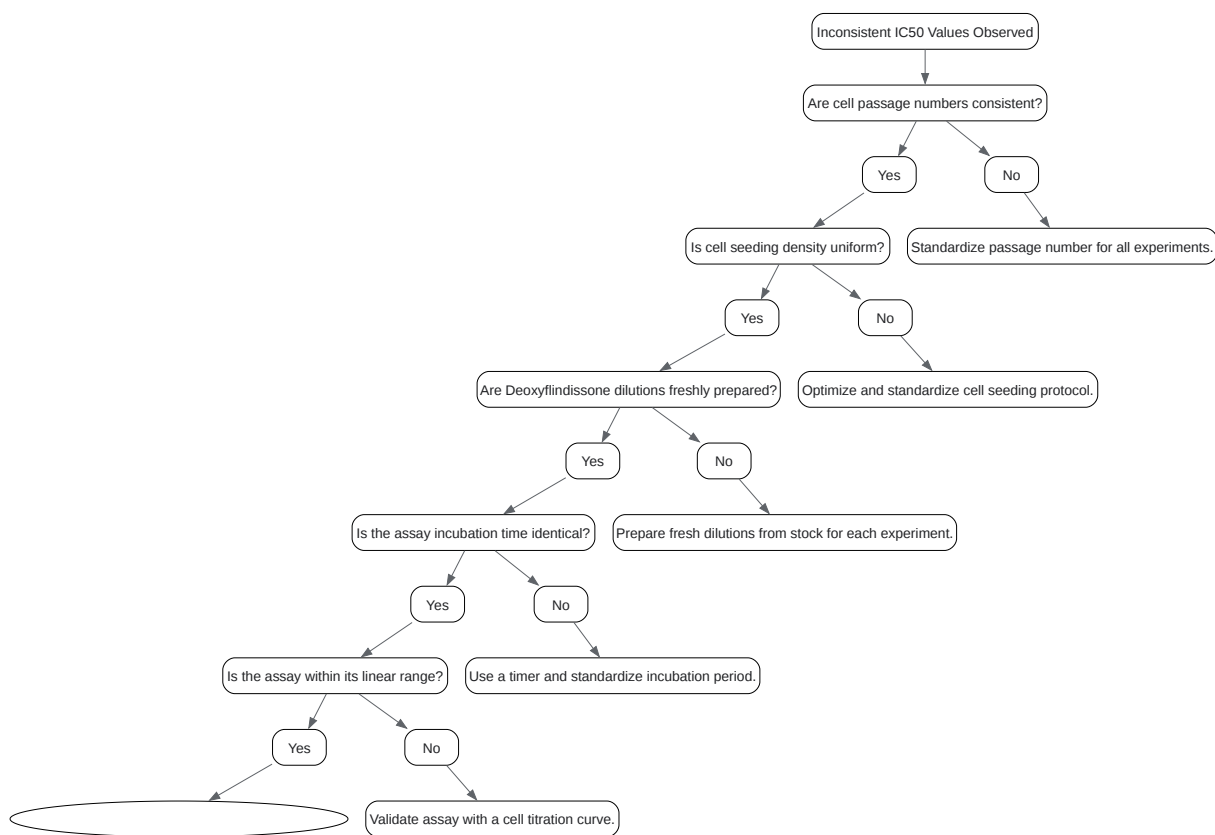 Inconsistent IC50 Values Observed
Are cell passage numbers consistent?
Yes
No
Is cell seeding density uniform?
Standardize passage number for all experiments.
Yes
No
Are Deoxyflindissone dilutions freshly prepared?
Optimize and standardize cell seeding protocol.
Yes
No
Is the assay incubation time identical?
Prepare fresh dilutions from stock for each experiment.
Yes
No
Is the assay within its linear range?
Use a timer and standardize incubation period.
Yes
No
Validate assay with a cell titration curve.